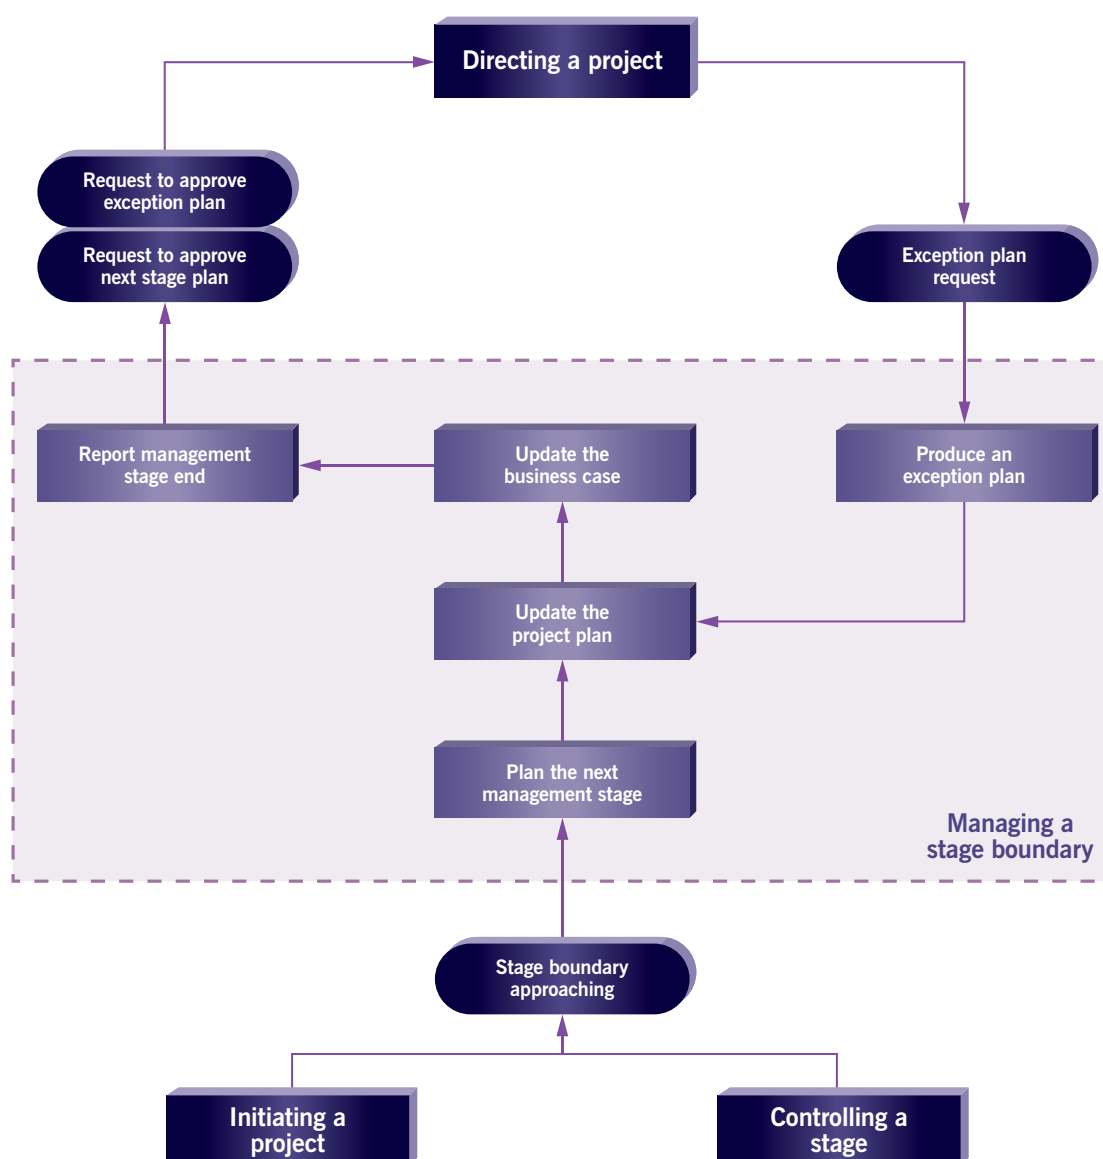 Directing a project
Request to approve
exception plan
Request to approve
next stage plan
Exception plan
request
Report management
stage end
Update the
business case
Produce an
exception plan
Update the
project plan
Plan the next
management stage
Managing a
stage boundary
Stage boundary
approaching
Initiating a
project
Controlling a
stage